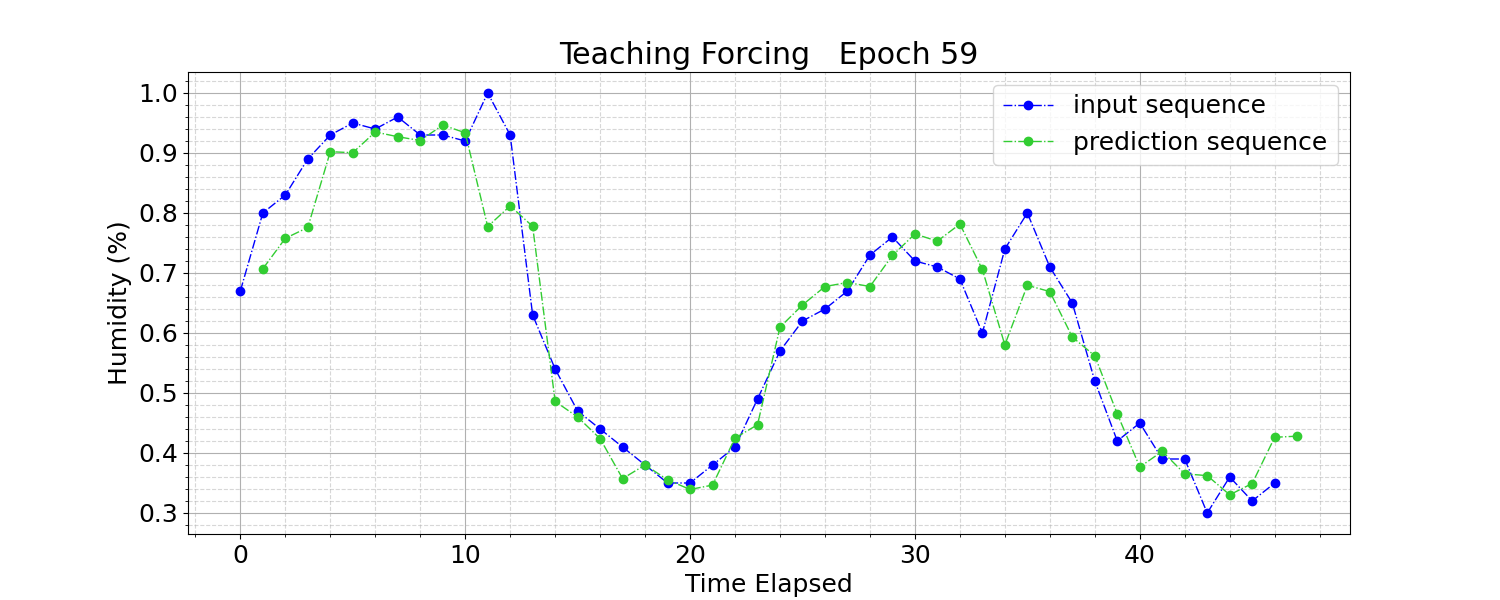 Teaching Forcing   Epoch 59
input sequence
prediction sequence
Humidity (%)
1.0
0.9
0.8
0.7
0.6
0.5
0.4
0.3
0 10 20 30 40
Time Elapsed